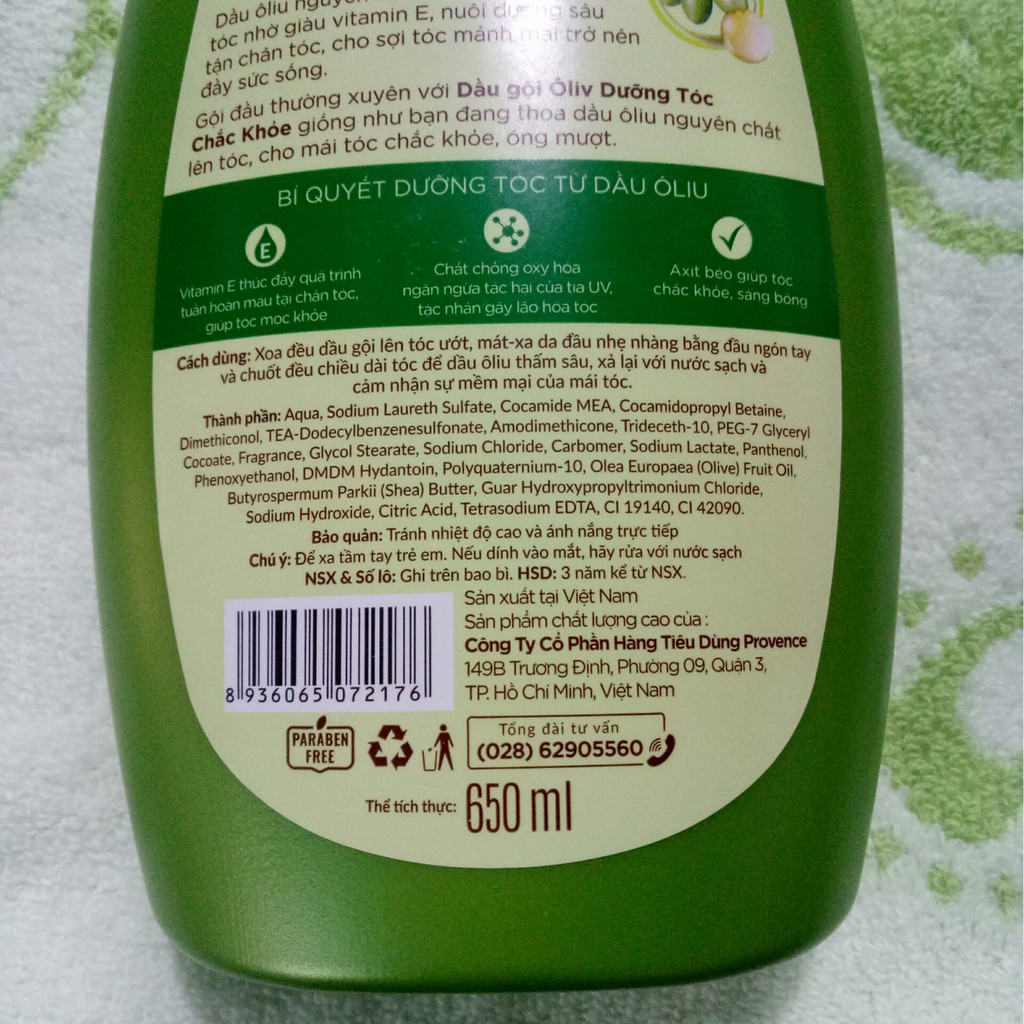 Dầu ôliu
tóc nhờ giàu vitamin E, nuôi dưỡng sâu
tận chân tóc, cho sợi tóc mảnh mai trở nên
đầy sức sống.
Gội đầu thường xuyên với Dầu gội Ôliv Dưỡng Tóc
Chắc Khỏe giống như bạn đang thoa dầu ôliu nguyên chất
lên tóc, cho mái tóc chắc khỏe, óng mượt.
BÍ QUYẾT DƯỠNG TÓC TỪ DẦU ÔLIU
E
Vitamin E thúc đẩy quá trình
tuần hoàn máu tại chân tóc,
giúp tóc mọc khỏe
Chất chống oxy hóa
ngăn ngừa tác hại của tia UV,
tác nhân gây lão hóa tóc
Axit béo giúp tóc
chắc khỏe, sáng bóng
Cách dùng: Xoa đều dầu gội lên tóc ướt, mát-xa da đầu nhẹ nhàng bằng đầu ngón tay
và chuốt đều chiều dài tóc để dầu ôliu thấm sâu, xả lại với nước sạch và
cảm nhận sự mềm mại của mái tóc.
Thành phần: Aqua, Sodium Laureth Sulfate, Cocamide MEA, Cocamidopropyl Betaine,
Dimethiconol, TEA-Dodecylbenzenesulfonate, Amodimethicone, Trideceth-10, PEG-7 Glyceryl
Cocoate, Fragrance, Glycol Stearate, Sodium Chloride, Carbomer, Sodium Lactate, Panthenol,
Phenoxyethanol, DMDM Hydantoin, Polyquaternium-10, Olea Europaea (Olive) Fruit Oil,
Butyrospermum Parkii (Shea) Butter, Guar Hydroxypropyltrimonium Chloride,
Sodium Hydroxide, Citric Acid, Tetrasodium EDTA, CI 19140, CI 42090.
Bảo quản: Tránh nhiệt độ cao và ánh nắng trực tiếp
Chú ý: Để xa tầm tay trẻ em. Nếu dính vào mắt, hãy rửa với nước sạch
NSX & Số lô: Ghi trên bao bì. HSD: 3 năm kể từ NSX.
Sản xuất tại Việt Nam
Sản phẩm chất lượng cao của :
Công Ty Cổ Phần Hàng Tiêu Dùng Provence
149B Trương Định, Phường 09, Quận 3,
TP. Hồ Chí Minh, Việt Nam
8 936065 072176
PARABEN
FREE
Tổng đài tư vấn
(028) 62905560
Thể tích thực: 650 ml